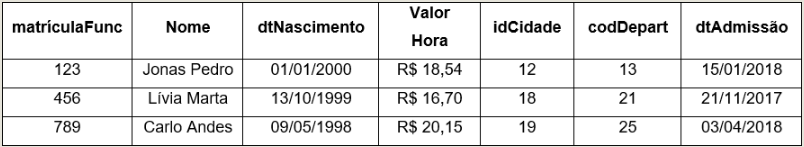 matrículaFunc Nome dtNascimento Valor Hora idCidade codDepart dtAdmissão
123 Jonas Pedro 01/01/2000 R$ 18,54 12 13 15/01/2018
456 Lívia Marta 13/10/1999 R$ 16,70 18 21 21/11/2017
789 Carlo Andes 09/05/1998 R$ 20,15 19 25 03/04/2018